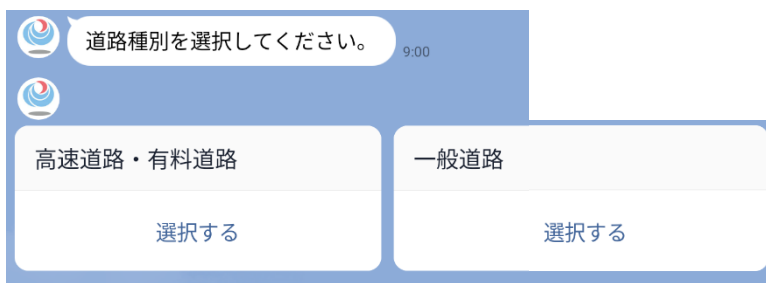 道路種別を選択してください。
9:00
高速道路・有料道路
選択する
一般道路
選択する